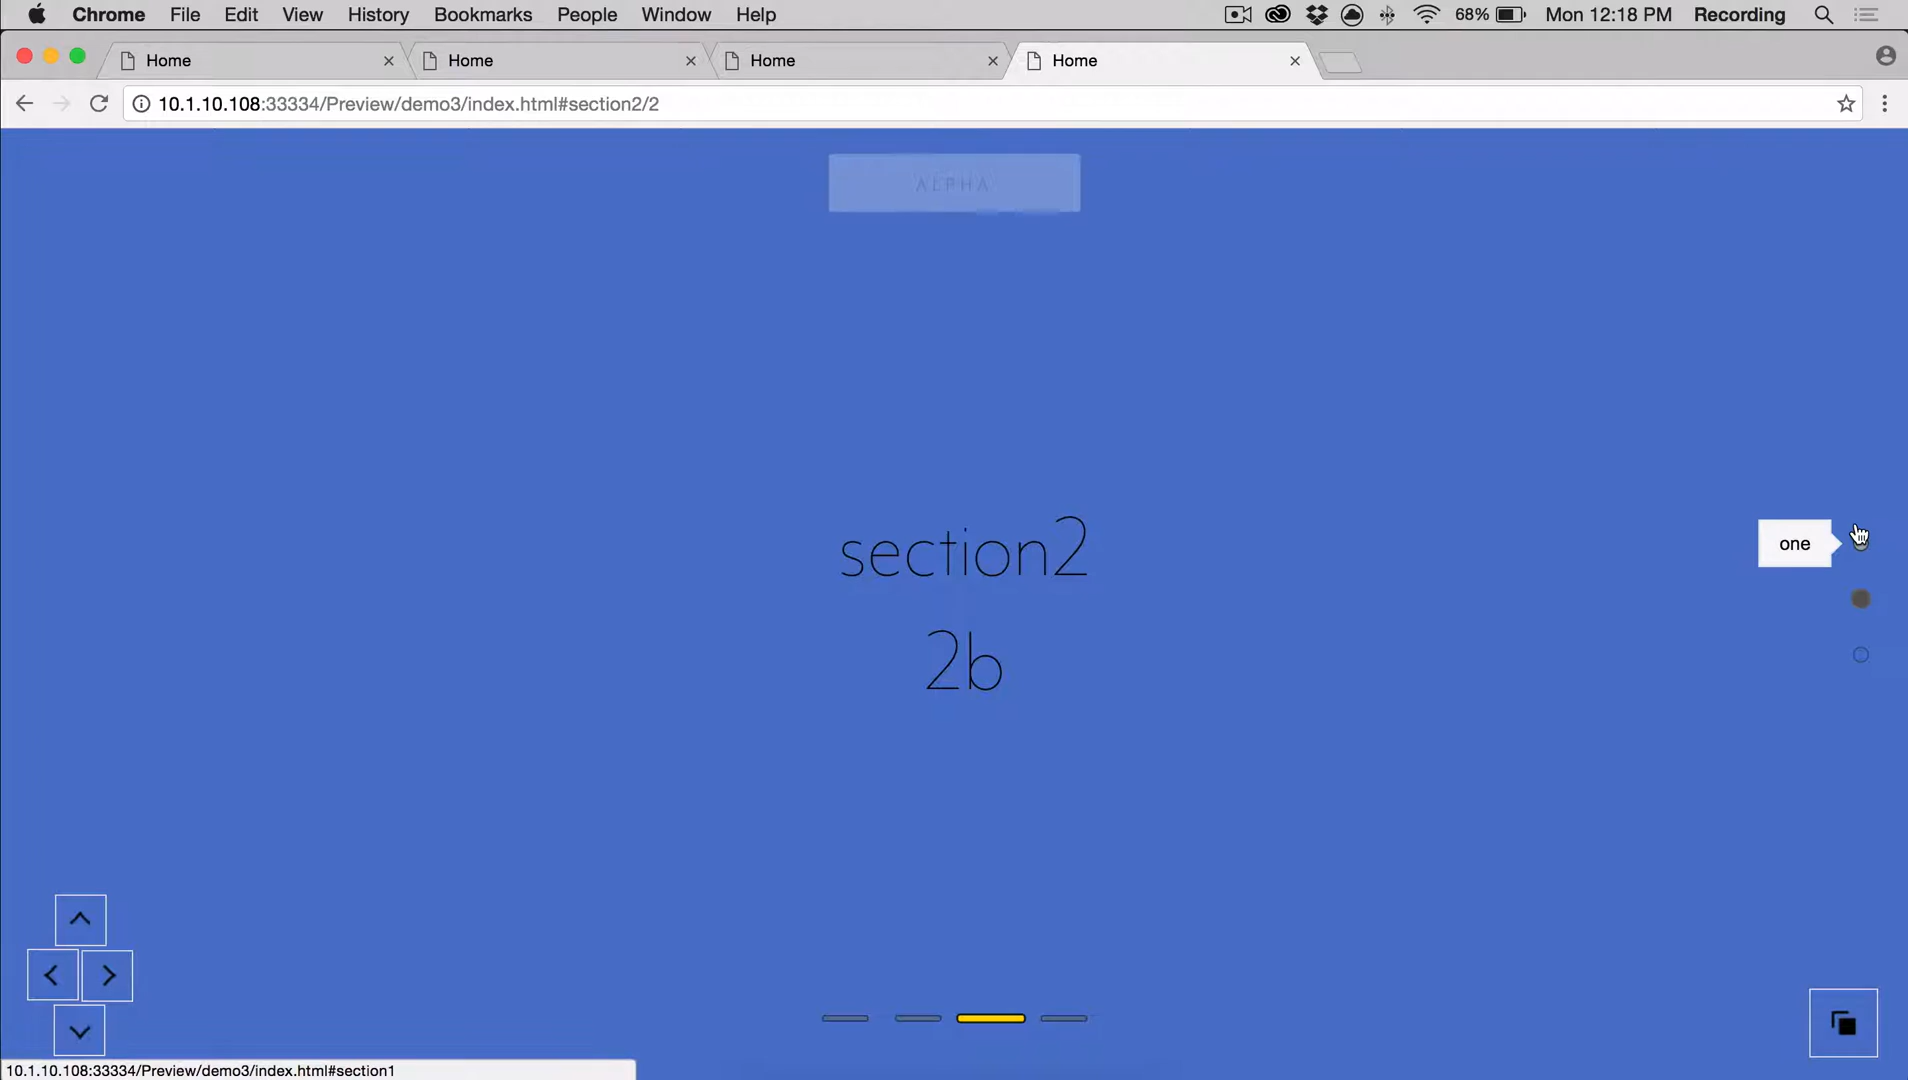 Chrome File Edit View History Bookmarks People Window Help 68% Mon 12:18 PM Recording
Home Home Home Home
10.1.10.108:33334/Preview/demo3/index.html#section2/2
ALPHA
section2
one
2b
10.1.10.108:33334/Preview/demo3/index.html#section1